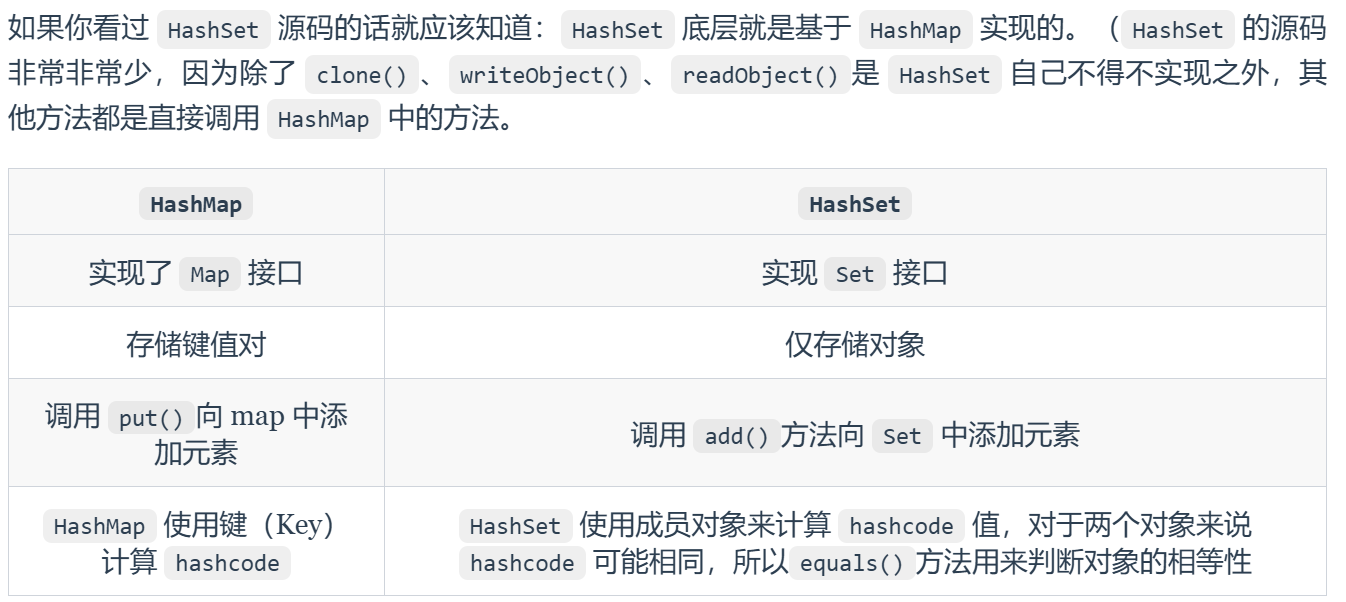 如果你看过 HashSet 源码的话就应该知道：HashSet 底层就是基于 HashMap 实现的。（HashSet 的源码
非常非常少，因为除了 clone()、writeObject()、readObject()是 HashSet 自己不得不实现之外，其
他方法都是直接调用 HashMap 中的方法。
HashMap
HashSet
实现了 Map 接口
实现 Set 接口
存储键值对
仅存储对象
调用 put()向 map 中添
加元素
调用 add()方法向 Set 中添加元素
HashMap 使用键（Key）
计算 hashcode
HashSet 使用成员对象来计算 hashcode 值，对于两个对象来说
hashcode 可能相同，所以equals()方法用来判断对象的相等性